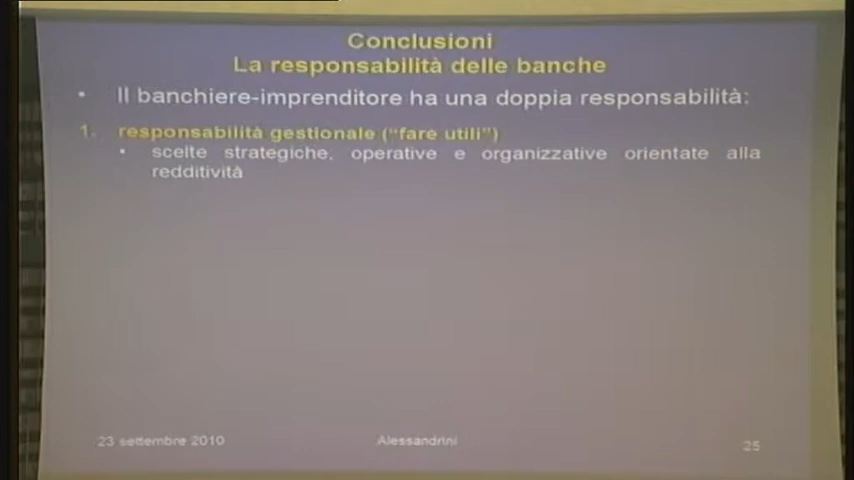 Conclusioni
La responsabilità delle banche
• Il banchiere-imprenditore ha una doppia responsabilità:
1. responsabilità gestionale (“fare utili”)
• scelte strategiche, operative e organizzative orientate alla
redditività
23 settembre 2010
Alessandrini
25